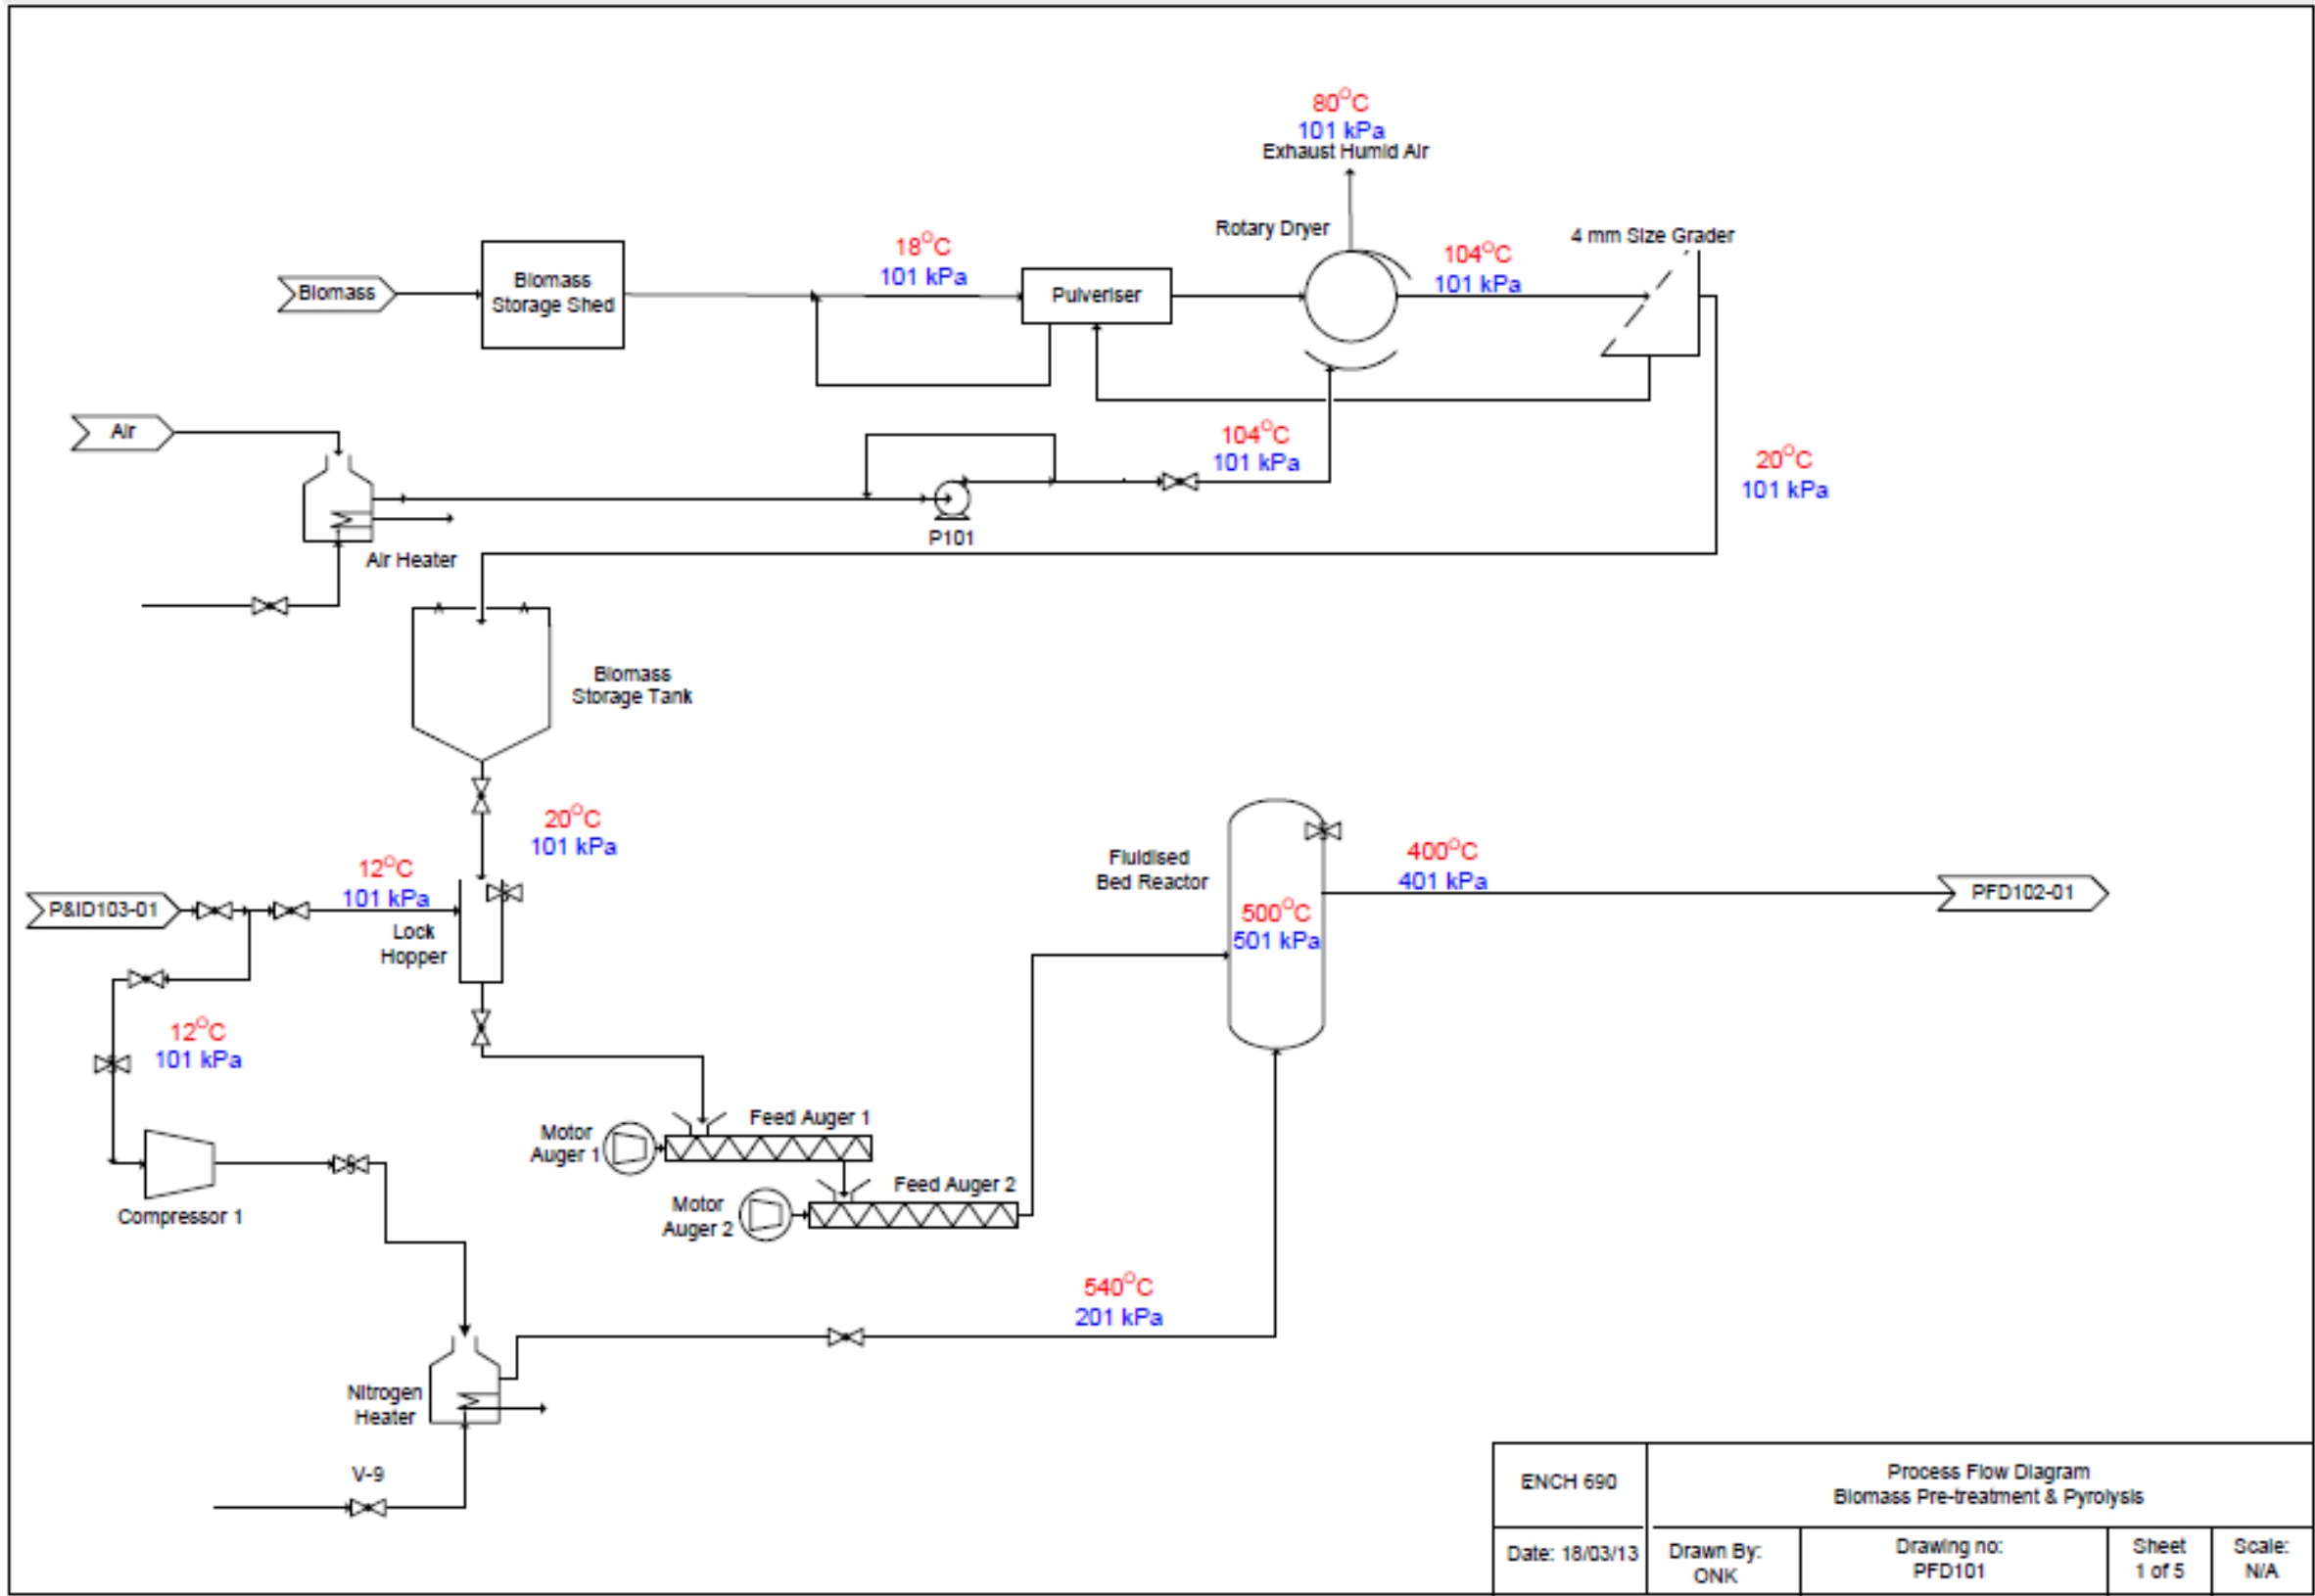 80°C
101 kPa
Exhaust Humid Air
Rotary Dryer
4 mm Size Grader
18°C
101 kPa
104°C
101 kPa
Biomass
Biomass
Storage Shed
Pulveriser
Air
104°C
101 kPa
20°C
101 kPa
P101
Air Heater
Biomass
Storage Tank
20°C
101 kPa
12°C
101 kPa
P&ID103-01
Lock
Hopper
Fluidised
Bed Reactor
400°C
401 kPa
500°C
501 kPa
PFD102-01
12°C
101 kPa
Feed Auger 1
Motor
Auger 1
Feed Auger 2
Motor
Auger 2
Compressor 1
540°C
201 kPa
Nitrogen
Heater
V-9
ENCH 690
Process Flow Diagram
Biomass Pre-treatment & Pyrolysis
Date: 18/03/13
Drawn By:
ONK
Drawing no:
PFD101
Sheet
1 of 5
Scale:
N/A